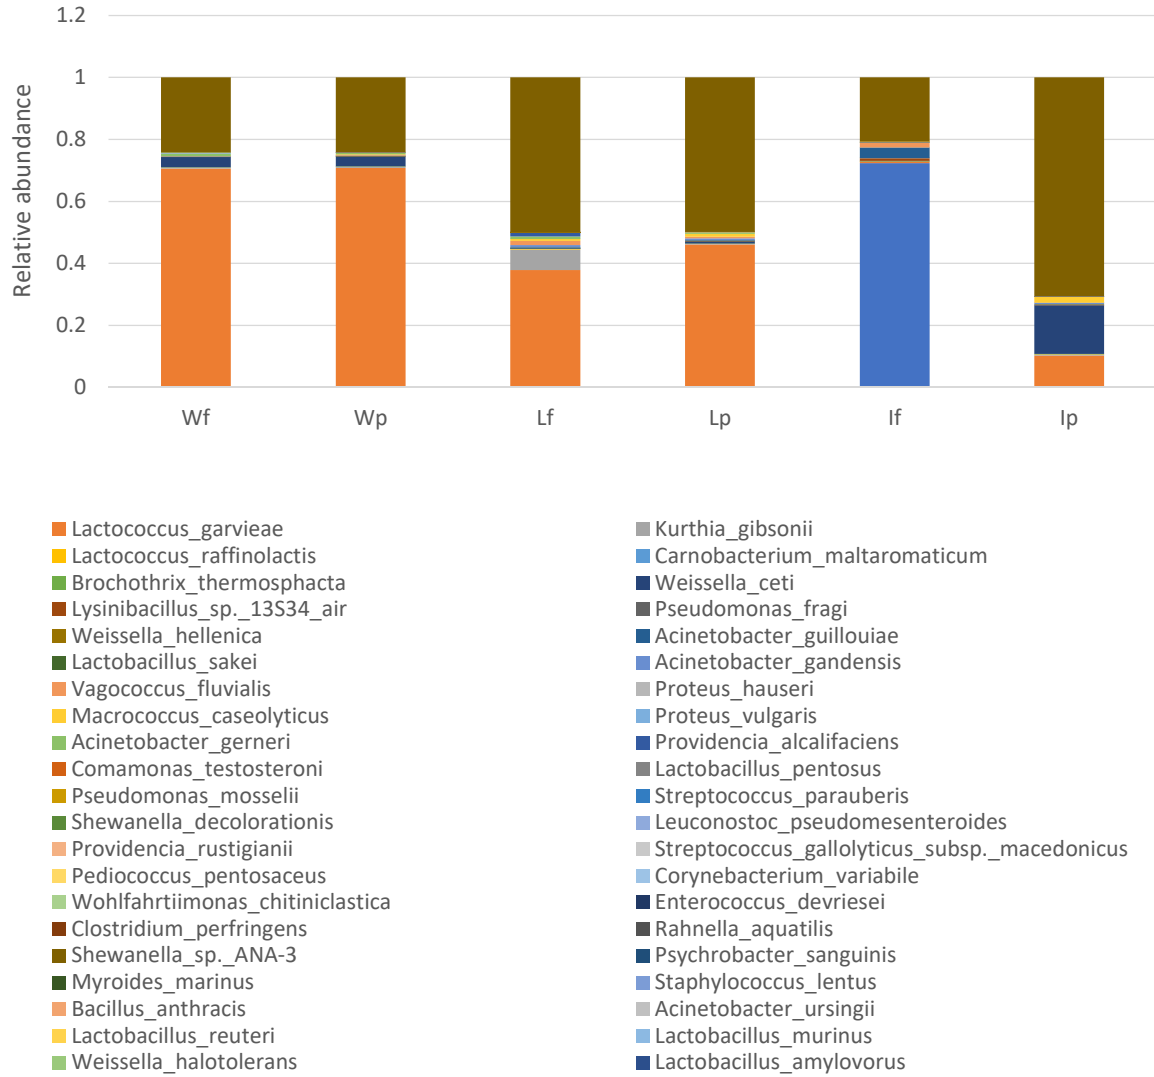 1.2
1
0.8
0.6
0.4
0.2
0
Relative abundance
Wf Wp Lf Lp If Ip
Lactococcus_garvieae Kurthia_gibsonii
Lactococcus_raffinolactis Carnobacterium_maltaromaticum
Brochothrix_thermosphacta Weissella_ceti
Lysinibacillus_sp._13S34_air Pseudomonas_fragi
Weissella_hellenica Acinetobacter_guillouiae
Lactobacillus_sakei Acinetobacter_gandensis
Vagococcus_fluvialis Proteus_hauseri
Macrococcus_caseolyticus Proteus_vulgaris
Acinetobacter_gerneri Providencia_alcalifaciens
Comamonas_testosteroni Lactobacillus_pentosus
Pseudomonas_mosselii Streptococcus_parauberis
Shewanella_decolorationis Leuconostoc_pseudomesenteroides
Providencia_rustigianii Streptococcus_gallolyticus_subsp._macedonicus
Pediococcus_pentosaceus Corynebacterium_variabile
Wohlfahrtiimonas_chitiniclastica Enterococcus_devriesei
Clostridium_perfringens Rahnella_aquatilis
Shewanella_sp._ANA-3 Psychrobacter_sanguinis
Myroides_marinus Staphylococcus_lentus
Bacillus_anthracis Acinetobacter_ursingii
Lactobacillus_reuteri Lactobacillus_murinus
Weissella_halotolerans Lactobacillus_amylovorus